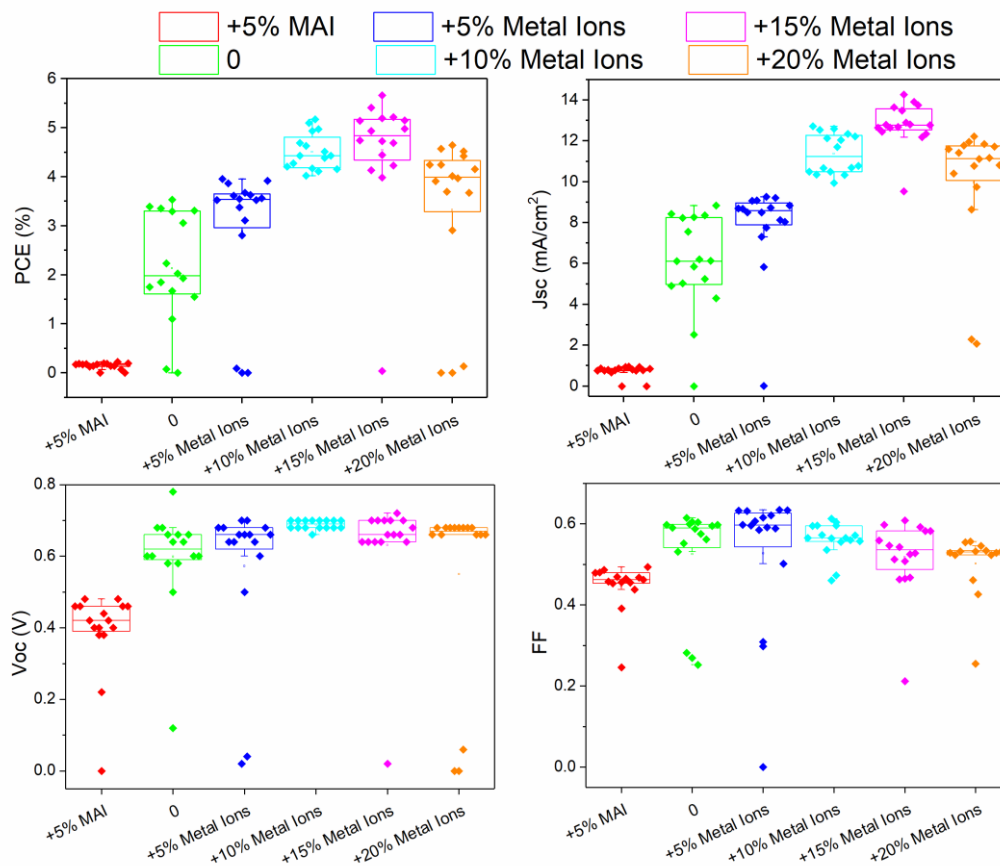 +5% MAI +5% Metal Ions +15% Metal Ions
0 +10% Metal Ions +20% Metal Ions
6
5
4
3
2
1
0
PCE (%)
+5% MAI
0
+5% Metal Ions
+10% Metal Ions
+15% Metal Ions
+20% Metal Ions
14
12
10
8
6
4
2
0
Jsc (mA/cm²)
+5% MAI
0
+5% Metal Ions
+10% Metal Ions
+15% Metal Ions
+20% Metal Ions
0.8
0.6
0.4
0.2
0.0
Voc (V)
+5% MAI
0
+5% Metal Ions
+10% Metal Ions
+15% Metal Ions
+20% Metal Ions
0.6
0.4
0.2
0.0
FF
+5% MAI
0
+5% Metal Ions
+10% Metal Ions
+15% Metal Ions
+20% Metal Ions